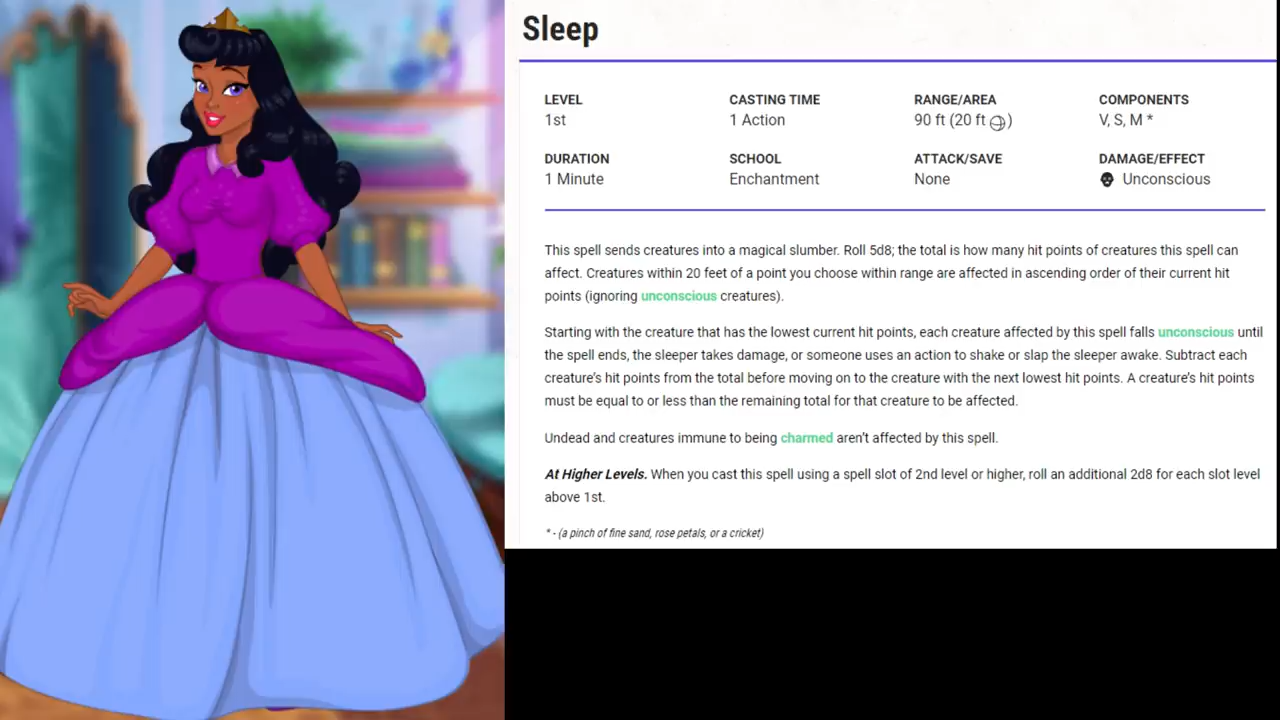 Sleep
LEVEL
1st
CASTING TIME
1 Action
RANGE/AREA
90 ft (20 ft )
COMPONENTS
V, S, M *
DURATION
1 Minute
SCHOOL
Enchantment
ATTACK/SAVE
None
DAMAGE/EFFECT
Unconscious
This spell sends creatures into a magical slumber. Roll 5d8; the total is how many hit points of creatures this spell can
affect. Creatures within 20 feet of a point you choose within range are affected in ascending order of their current hit
points (ignoring unconscious creatures).
Starting with the creature that has the lowest current hit points, each creature affected by this spell falls unconscious until
the spell ends, the sleeper takes damage, or someone uses an action to shake or slap the sleeper awake. Subtract each
creature’s hit points from the total before moving on to the creature with the next lowest hit points. A creature’s hit points
must be equal to or less than the remaining total for that creature to be affected.
Undead and creatures immune to being charmed aren’t affected by this spell.
At Higher Levels. When you cast this spell using a spell slot of 2nd level or higher, roll an additional 2d8 for each slot level
above 1st.
* - (a pinch of fine sand, rose petals, or a cricket)